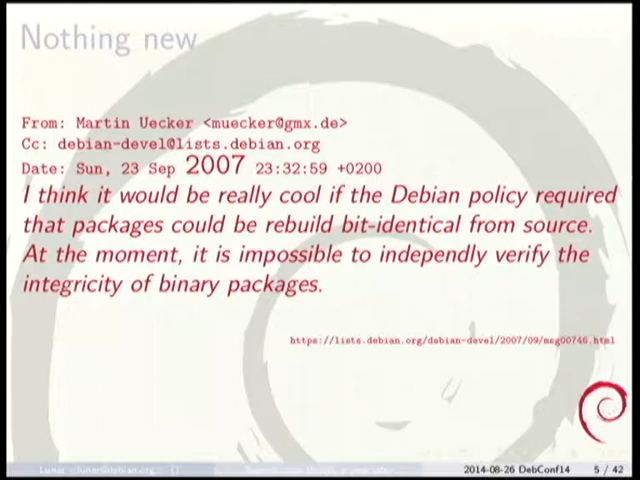 Nothing new
From: Martin Uecker <muecker@gmx.de>
Cc: debian-devel@lists.debian.org
Date: Sun, 23 Sep 2007 23:32:59 +0200
I think it would be really cool if the Debian policy required
that packages could be rebuild bit-identical from source.
At the moment, it is impossible to independly verify the
integricity of binary packages.
https://lists.debian.org/debian-devel/2007/09/msg00746.html
2014-08-26 DebConf14 5 / 42